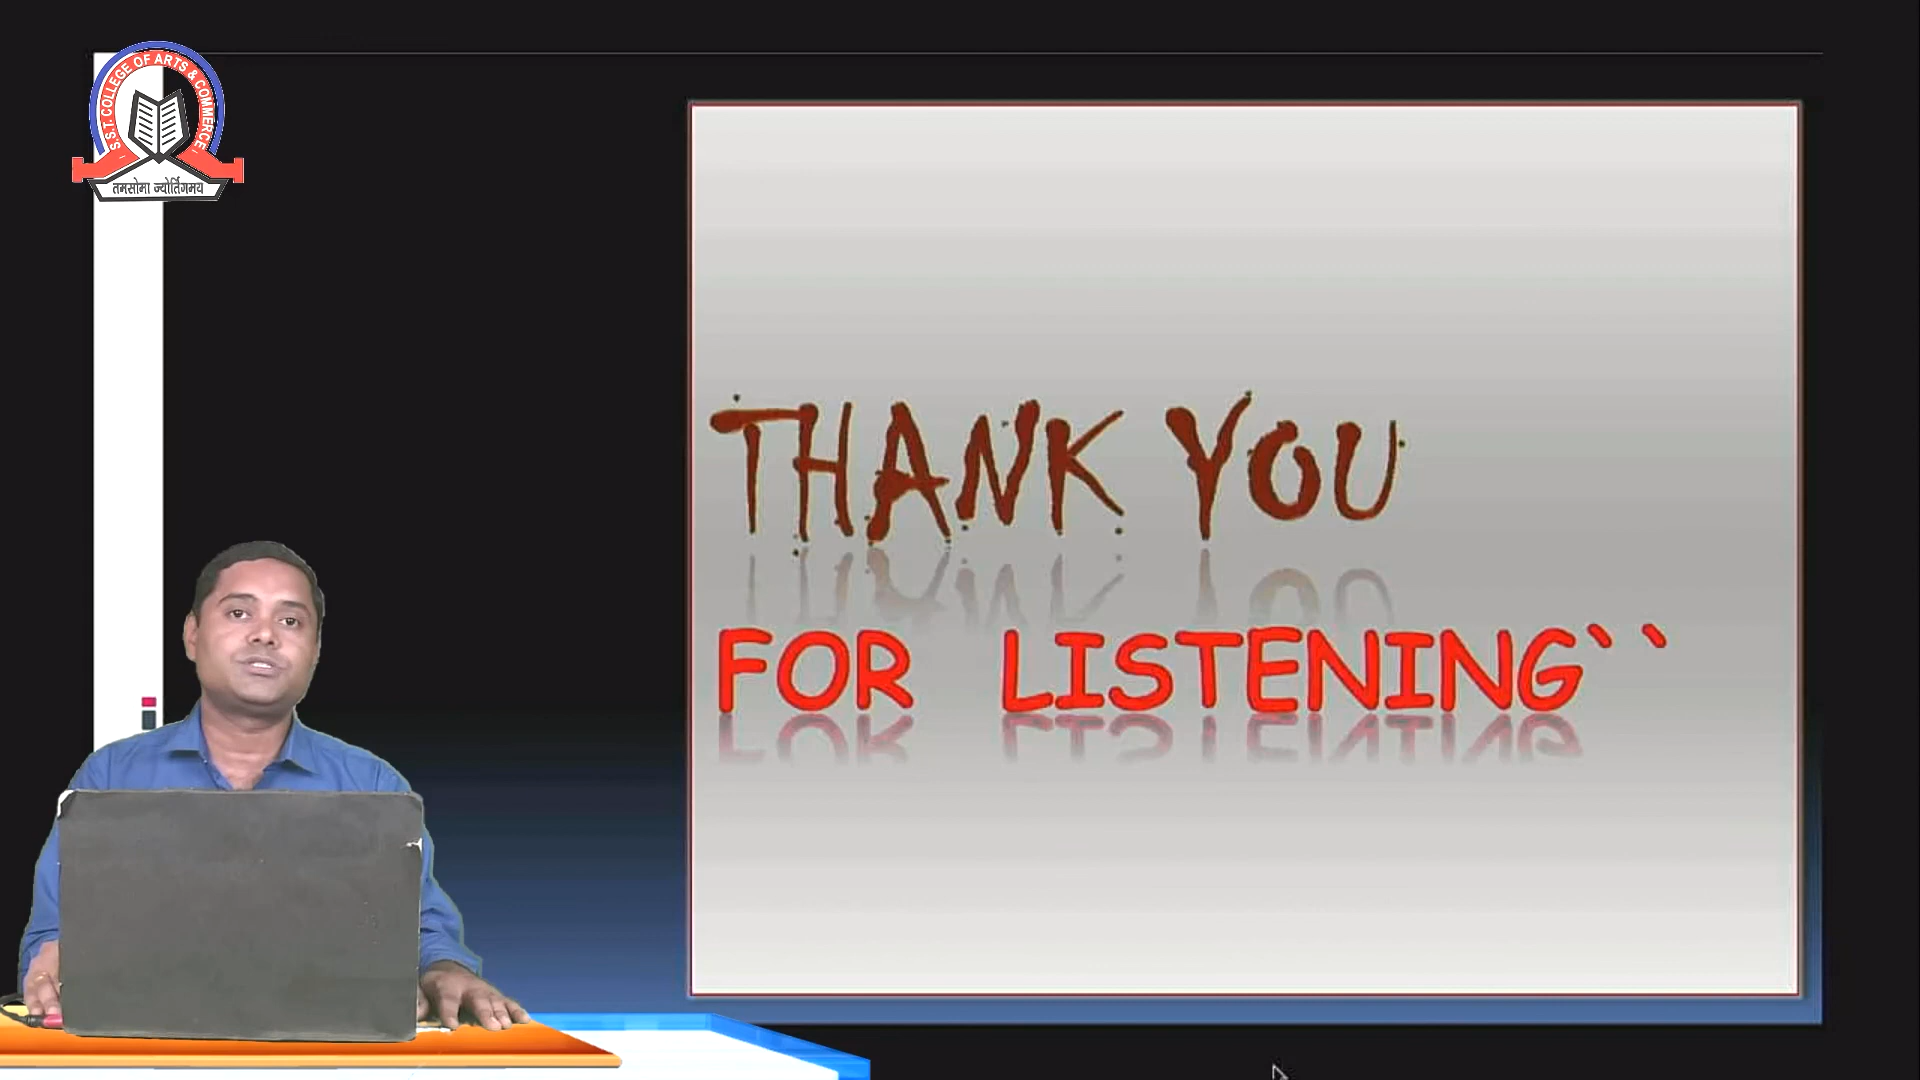 S.S.T. COLLEGE OF ARTS & COMMERCE
तमसोमा ज्योर्तिगमय
THANK YOU
FOR LISTENING``